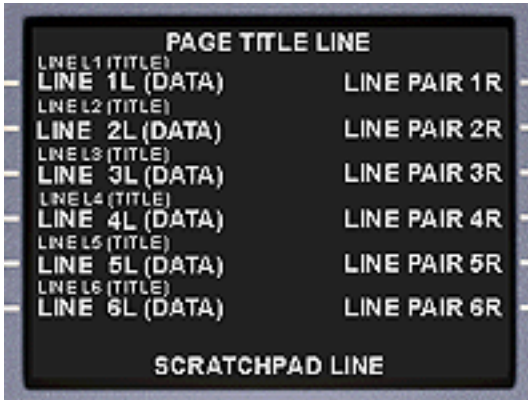 PAGE TITLE LINE
LINE L1 (TITLE)
LINE 1L (DATA) LINE PAIR 1R
LINE L2 (TITLE)
LINE 2L (DATA) LINE PAIR 2R
LINE L3 (TITLE)
LINE 3L (DATA) LINE PAIR 3R
LINE L4 (TITLE)
LINE 4L (DATA) LINE PAIR 4R
LINE L5 (TITLE)
LINE 5L (DATA) LINE PAIR 5R
LINE L6 (TITLE)
LINE 6L (DATA) LINE PAIR 6R
SCRATCHPAD LINE